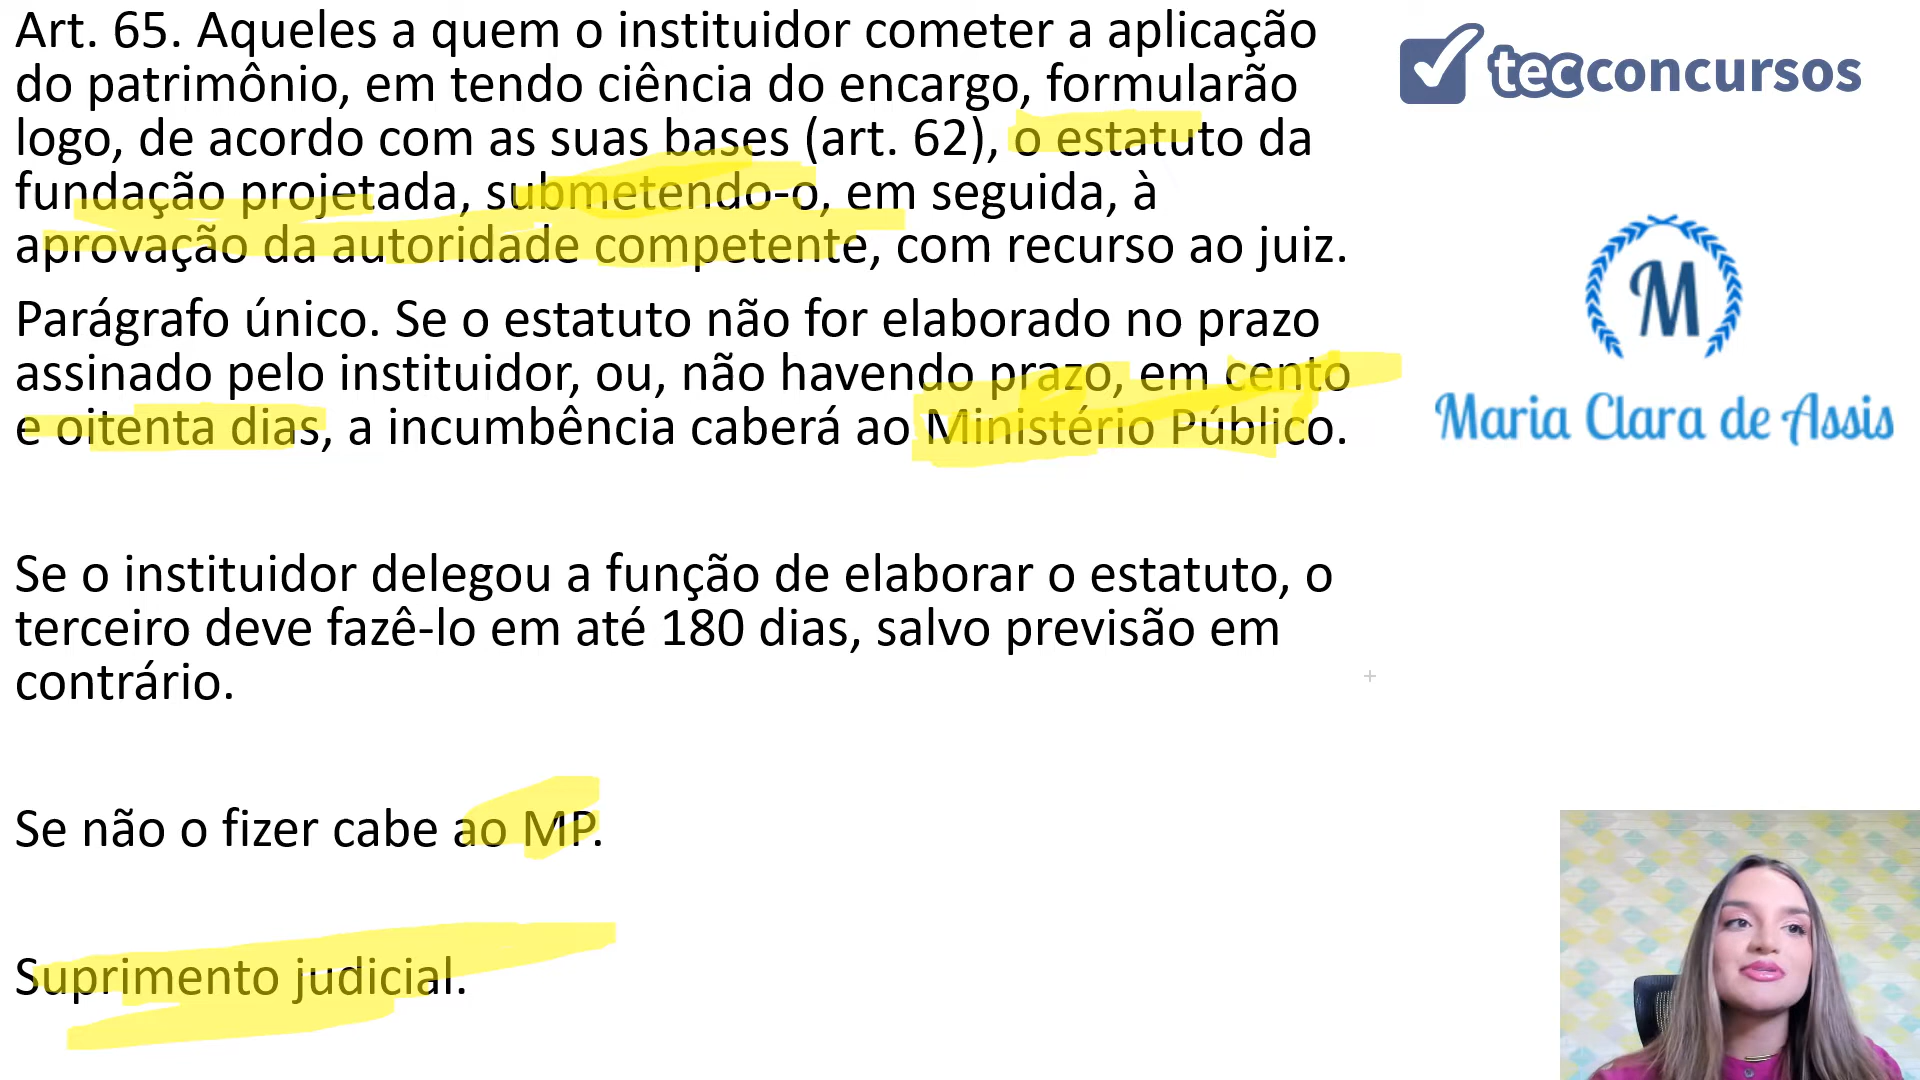 Art. 65. Aqueles a quem o instituidor cometer a aplicação
do patrimônio, em tendo ciência do encargo, formularão
logo, de acordo com as suas bases (art. 62), o estatuto da
fundação projetada, submetendo-o, em seguida, à
aprovação da autoridade competente, com recurso ao juiz.
Parágrafo único. Se o estatuto não for elaborado no prazo
assinado pelo instituidor, ou, não havendo prazo, em cento
e oitenta dias, a incumbência caberá ao Ministério Público.
Se o instituidor delegou a função de elaborar o estatuto, o
terceiro deve fazê-lo em até 180 dias, salvo previsão em
contrário.
Se não o fizer cabe ao MP.
Suprimento judicial.
tecconcursos
M
Maria Clara de Assis